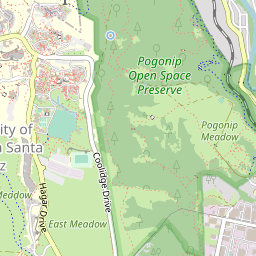 Pogonip
Open Space
Preserve
ity of
Santa
z
Pogonip
Meadow
Coolidge Drive
Hagar Drive
Meadow
East Meadow